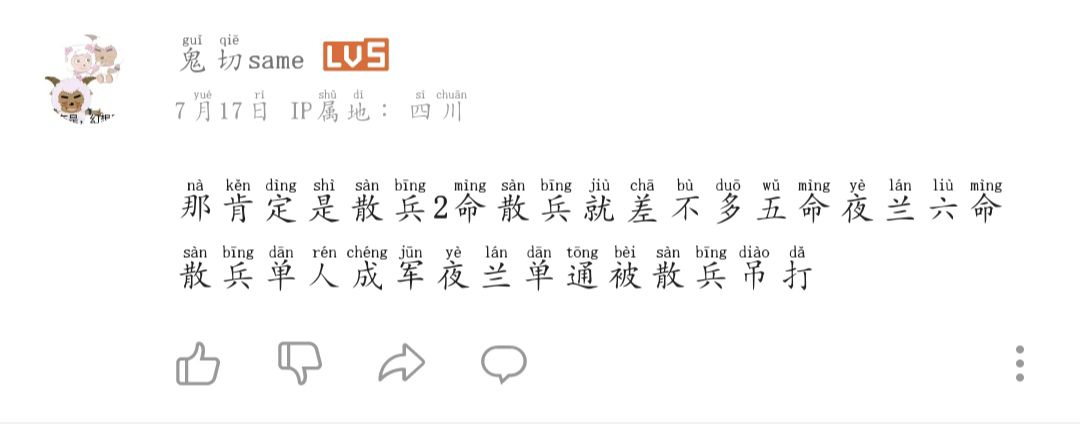 guǐ qiē
鬼切same LV5
yuè rì shǔ dì sì chuān
7月17日 IP属地：四川
nà kěn dìng shì sàn bīng mìng sàn bīng jiù chā bù duō wǔ mìng yè lán liù mìng
那肯定是散兵2命散兵就差不多五命夜兰六命
sàn bīng dān rén chéng jūn yè lán dān tōng bèi sàn bīng diào dǎ
散兵单人成军夜兰单通被散兵吊打